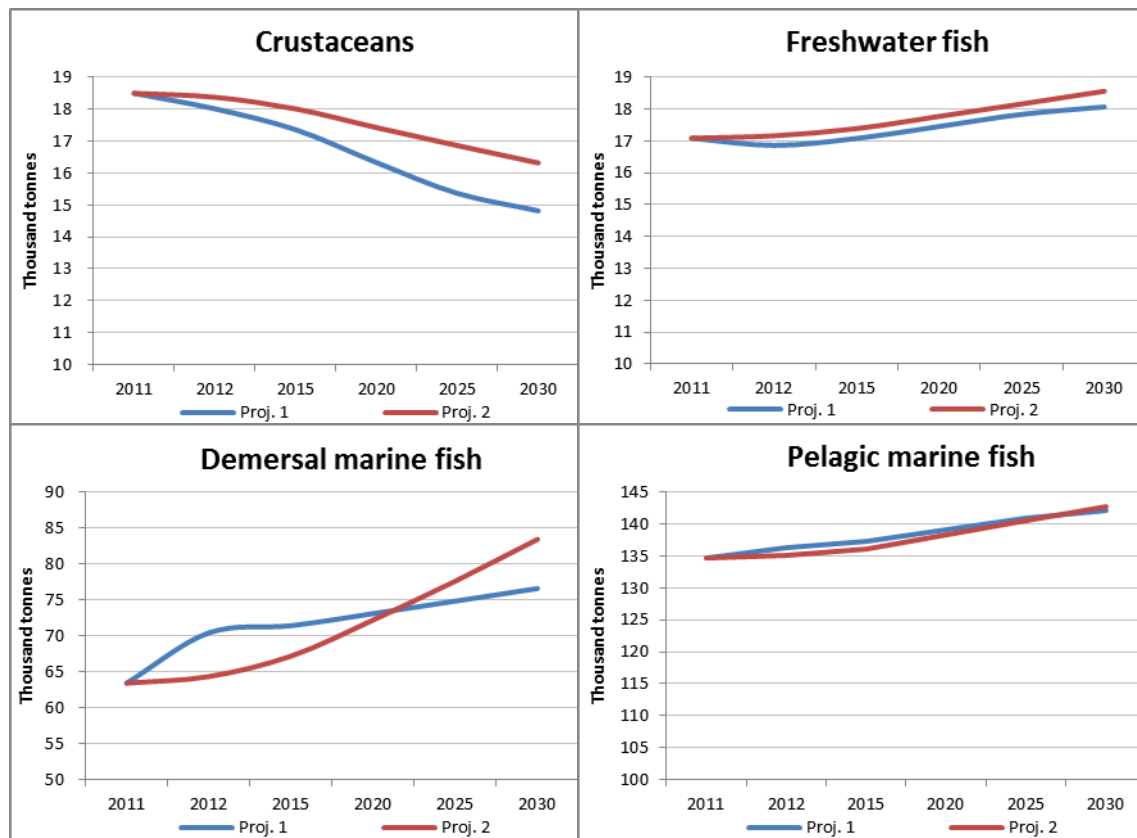 Crustaceans
Thousand tonnes
19
18
17
16
15
14
13
12
11
10
2011 2012 2015 2020 2025 2030
Proj. 1 Proj. 2
Freshwater fish
Thousand tonnes
19
18
17
16
15
14
13
12
11
10
2011 2012 2015 2020 2025 2030
Proj. 1 Proj. 2
Demersal marine fish
Thousand tonnes
90
85
80
75
70
65
60
55
50
2011 2012 2015 2020 2025 2030
Proj. 1 Proj. 2
Pelagic marine fish
Thousand tonnes
145
140
135
130
125
120
115
110
105
100
2011 2012 2015 2020 2025 2030
Proj. 1 Proj. 2